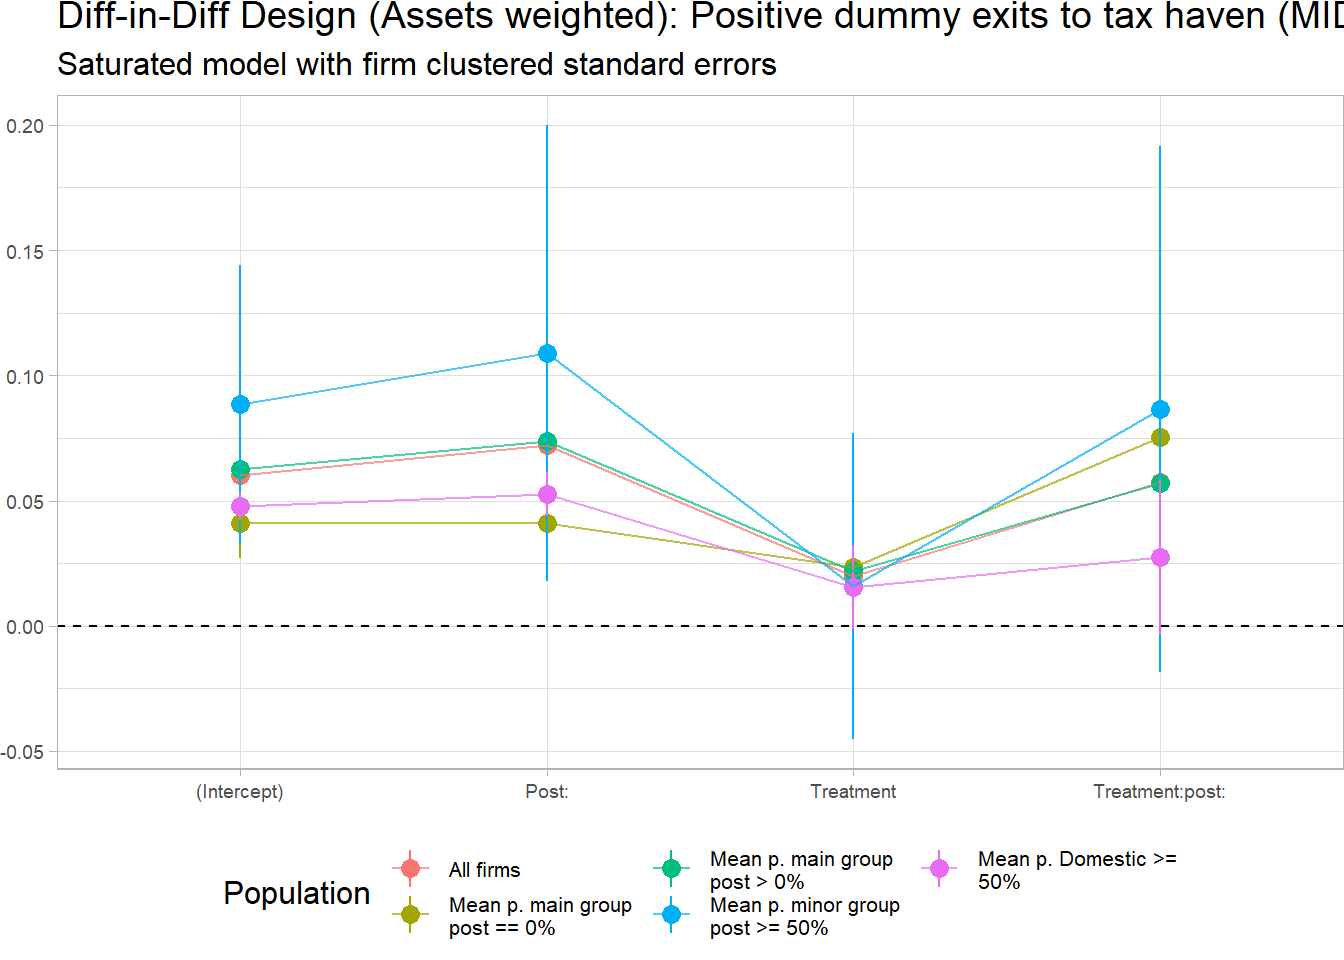 Diff-in-Diff Design (Assets weighted): Positive dummy exits to tax haven (MID
Saturated model with firm clustered standard errors
0.20
0.15
0.10
0.05
0.00
-0.05
(Intercept)
Post:
Treatment
Treatment:post:
Population
All firms
Mean p. main group
post == 0%
Mean p. main group
post > 0%
Mean p. minor group
post >= 50%
Mean p. Domestic >=
50%